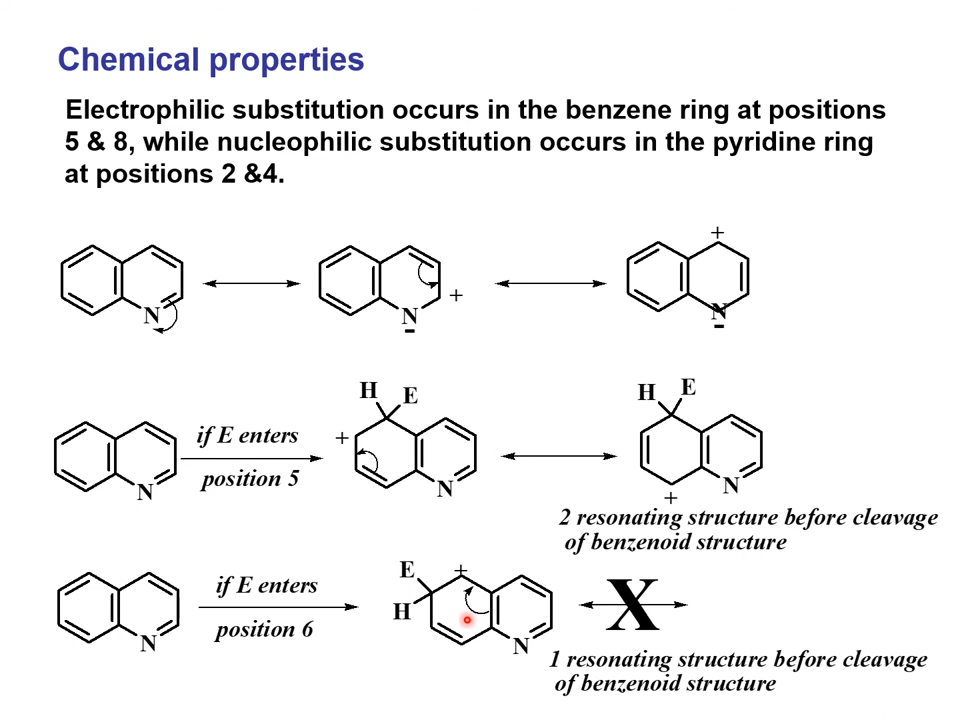 Chemical properties
Electrophilic substitution occurs in the benzene ring at positions
5 & 8, while nucleophilic substitution occurs in the pyridine ring
at positions 2 &4.
N
N
-
+
+
N
-
N
if E enters
position 5
H E
+
N
H E
N
+
2 resonating structure before cleavage
of benzenoid structure
N
if E enters
position 6
E
H
+
N
X
1 resonating structure before cleavage
of benzenoid structure